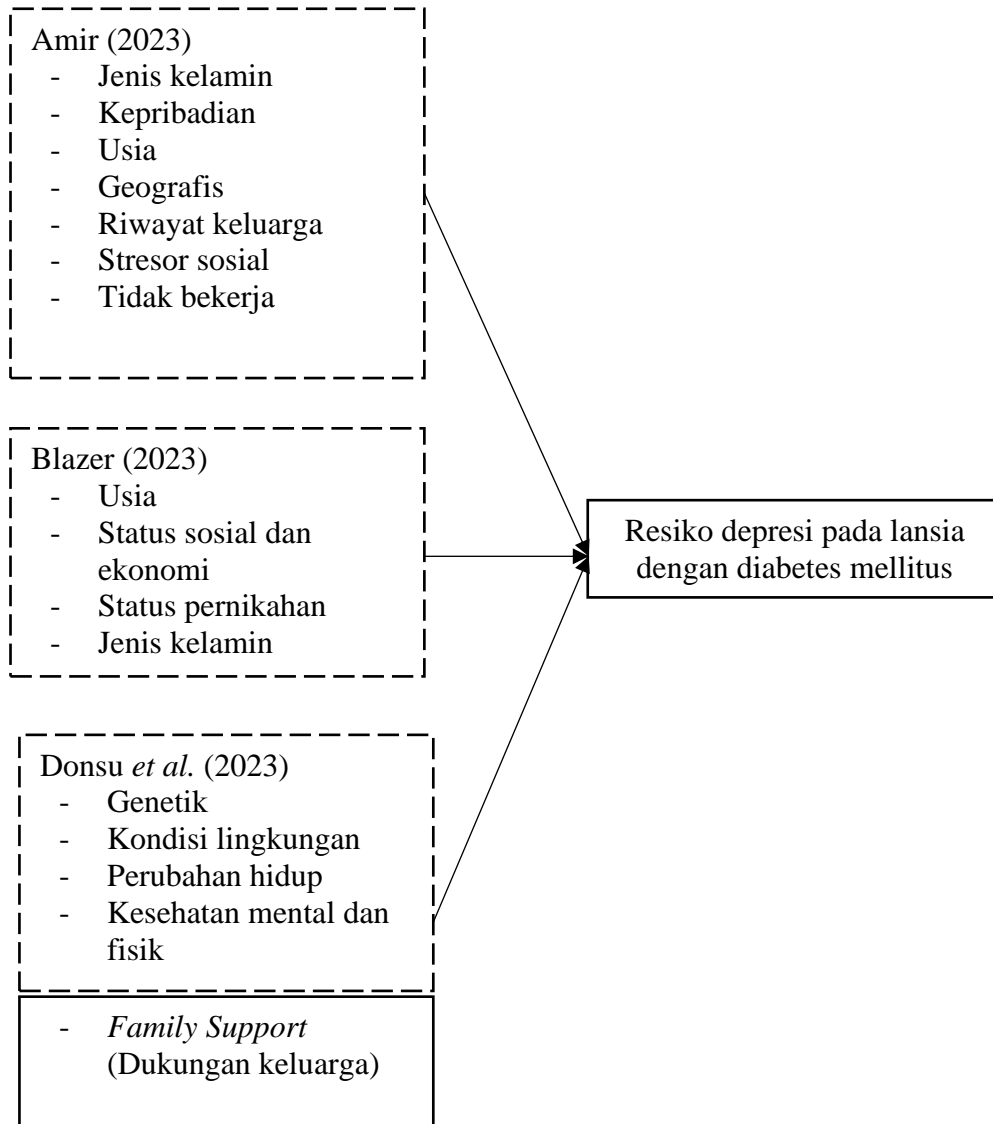 Amir (2023)
- Jenis kelamin
- Kepribadian
- Usia
- Geografis
- Riwayat keluarga
- Stresor sosial
- Tidak bekerja
Blazer (2023)
- Usia
- Status sosial dan
ekonomi
- Status pernikahan
- Jenis kelamin
Resiko depresi pada lansia
dengan diabetes mellitus
Donsu et al. (2023)
- Genetik
- Kondisi lingkungan
- Perubahan hidup
- Kesehatan mental dan
fisik
- Family Support
(Dukungan keluarga)